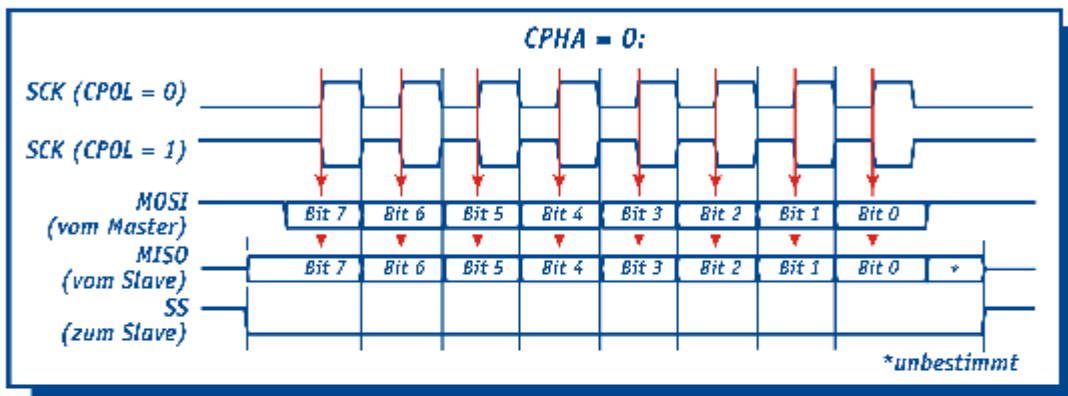 CPHA = 0:
SCK (CPOL = 0)
SCK (CPOL = 1)
MOSI
(vom Master)
Bit 7 Bit 6 Bit 5 Bit 4 Bit 3 Bit 2 Bit 1 Bit 0
MISO
(vom Slave)
Bit 7 Bit 6 Bit 5 Bit 4 Bit 3 Bit 2 Bit 1 Bit 0 *
SS
(zum Slave)
*unbestimmt